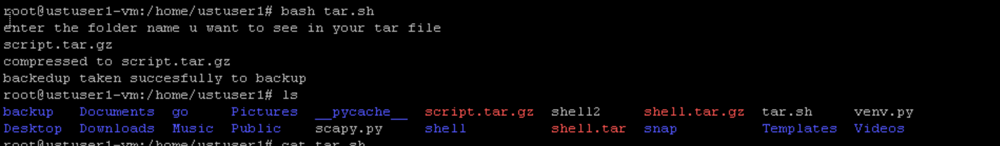 root@ustuser1-vm:/home/ustuser1# bash tar.sh
enter the folder name u want to see in your tar file
script.tar.gz
compressed to script.tar.gz
backedup taken succesfully to backup
root@ustuser1-vm:/home/ustuser1# ls
backup Documents go Pictures __pycache__ script.tar.gz shell2 shell.tar.gz tar.sh venv.py
Desktop Downloads Music Public scapy.py shell shell.tar snap Templates Videos
root@ustuser1-vm:/home/ustuser1# cat tar.sh